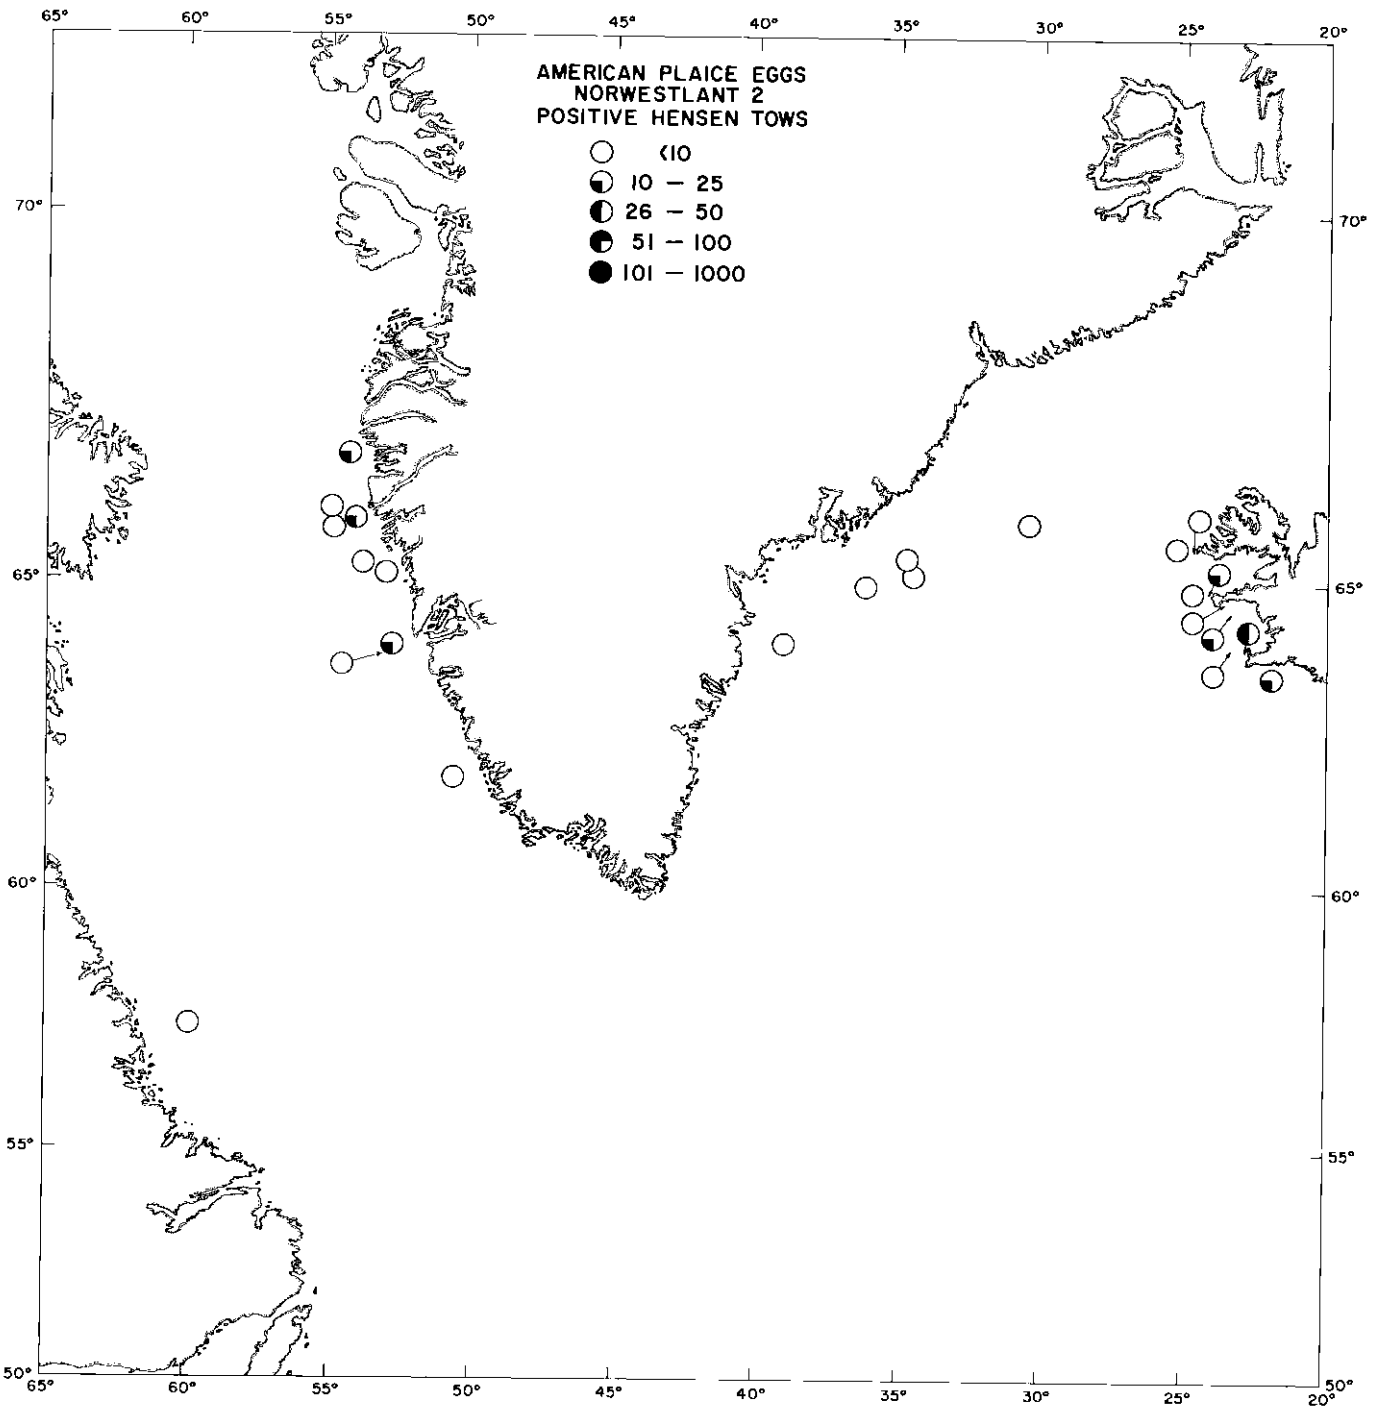 65° 60° 55° 50° 45° 40° 35° 30° 25° 20°
AMERICAN PLAICE EGGS
NORWESTLANT 2
POSITIVE HENSEN TOWS
<10
10 – 25
26 – 50
51 – 100
101 – 1000
70° 70°
65° 65°
60° 60°
55° 55°
50° 50°
65° 60° 55° 50° 45° 40° 35° 30° 25° 20°